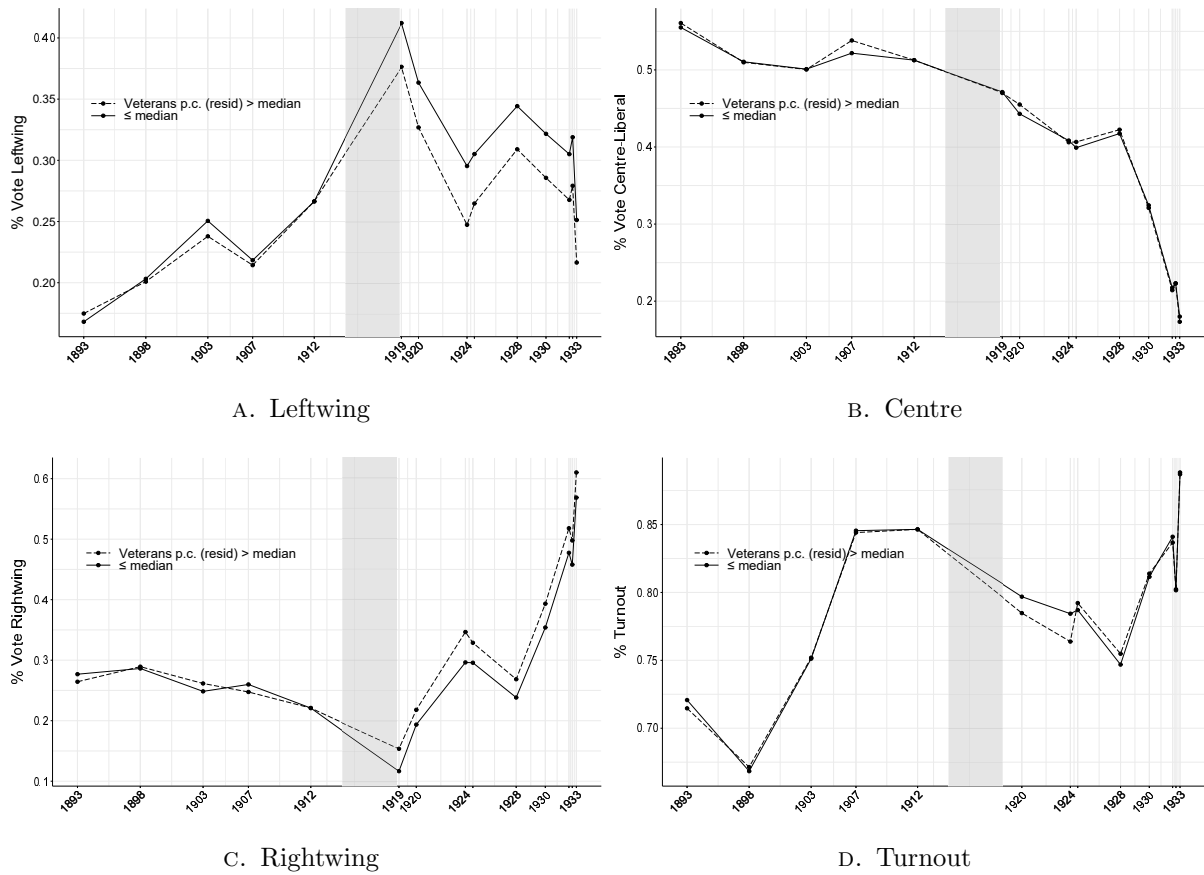 % Vote Leftwing
0.40
0.35
0.30
0.25
0.20
Veterans p.c. (resid) > median
≤ median
1893 1898 1903 1907 1912 1919 1920 1924 1928 1930 1933
A. Leftwing
% Vote Centre-Liberal
0.5
0.4
0.3
0.2
Veterans p.c. (resid) > median
≤ median
1893 1898 1903 1907 1912 1919 1920 1924 1928 1930 1933
B. Centre
% Vote Rightwing
0.6
0.5
0.4
0.3
0.2
0.1
Veterans p.c. (resid) > median
≤ median
1893 1898 1903 1907 1912 1919 1920 1924 1928 1930 1933
C. Rightwing
% Turnout
0.85
0.80
0.75
0.70
Veterans p.c. (resid) > median
≤ median
1893 1898 1903 1907 1912 1920 1924 1928 1930 1933
D. Turnout